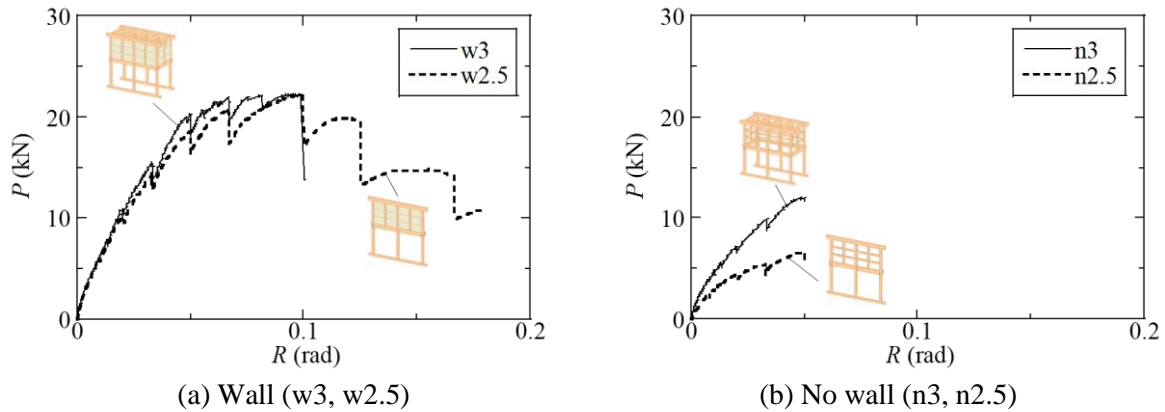 30
w3
w2.5
20
P (kN)
10
0
0
0.1
0.2
R (rad)
(a) Wall (w3, w2.5)
30
n3
n2.5
20
P (kN)
10
0
0
0.1
0.2
R (rad)
(b) No wall (n3, n2.5)